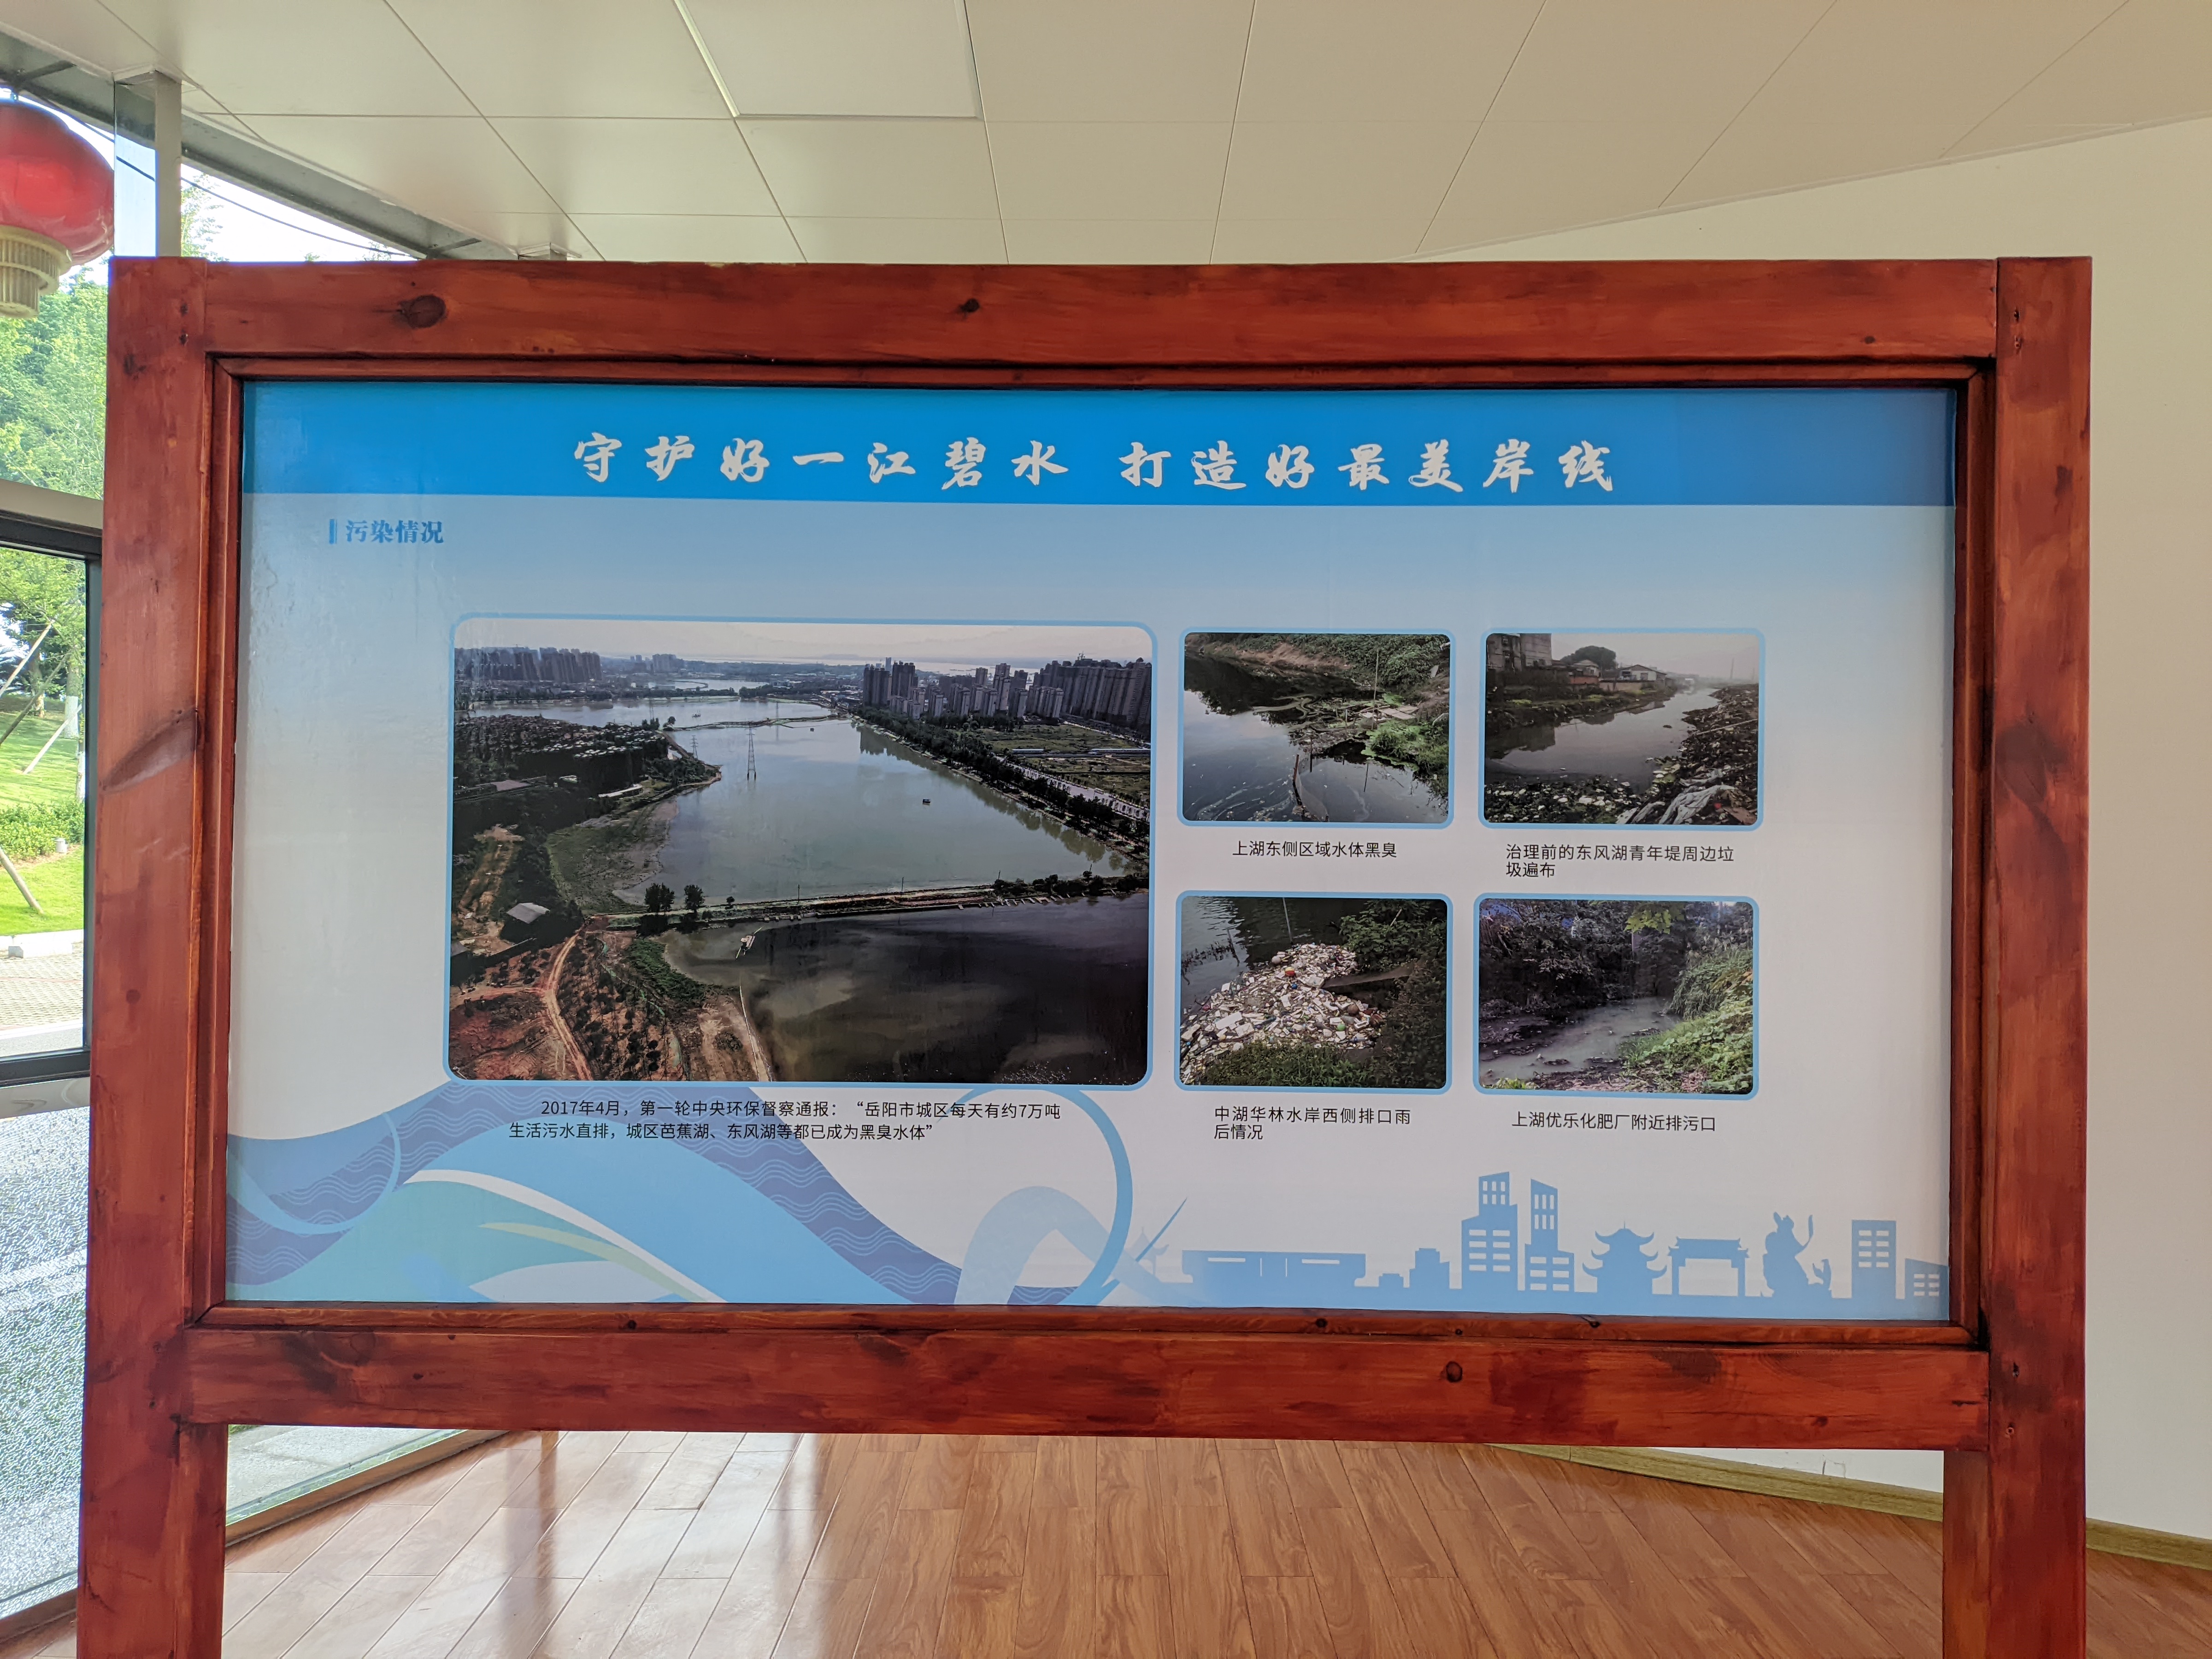 守护好一江碧水 打造好最美岸线
污染情况
2017年4月，第一轮中央环保督察通报：“岳阳市城区每天有约7万吨
生活污水直排，城区芭蕉湖、东风湖等都已成为黑臭水体”
上湖东侧区域水体黑臭
治理前的东风湖青年堤周边垃
圾遍布
中湖华林水岸西侧排口雨
后情况
上湖优乐化肥厂附近排污口